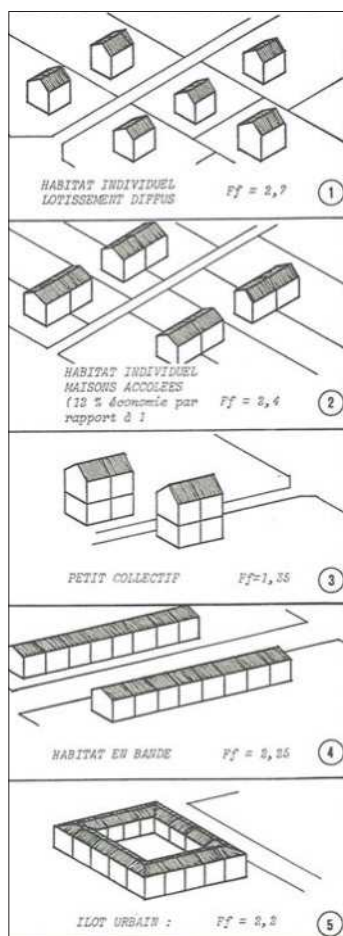 HABITAT INDIVIDUEL
LOTISSEMENT DIFFUS Ff = 2,7 1
HABITAT INDIVIDUEL
MAISONS ACCOLEES
(12 % économie par Ff = 2,4 2
rapport à 1
PETIT COLLECTIF Ff=1,35 3
HABITAT EN BANDE Ff = 2,25 4
ILOT URBAIN : Ff = 2,2 5